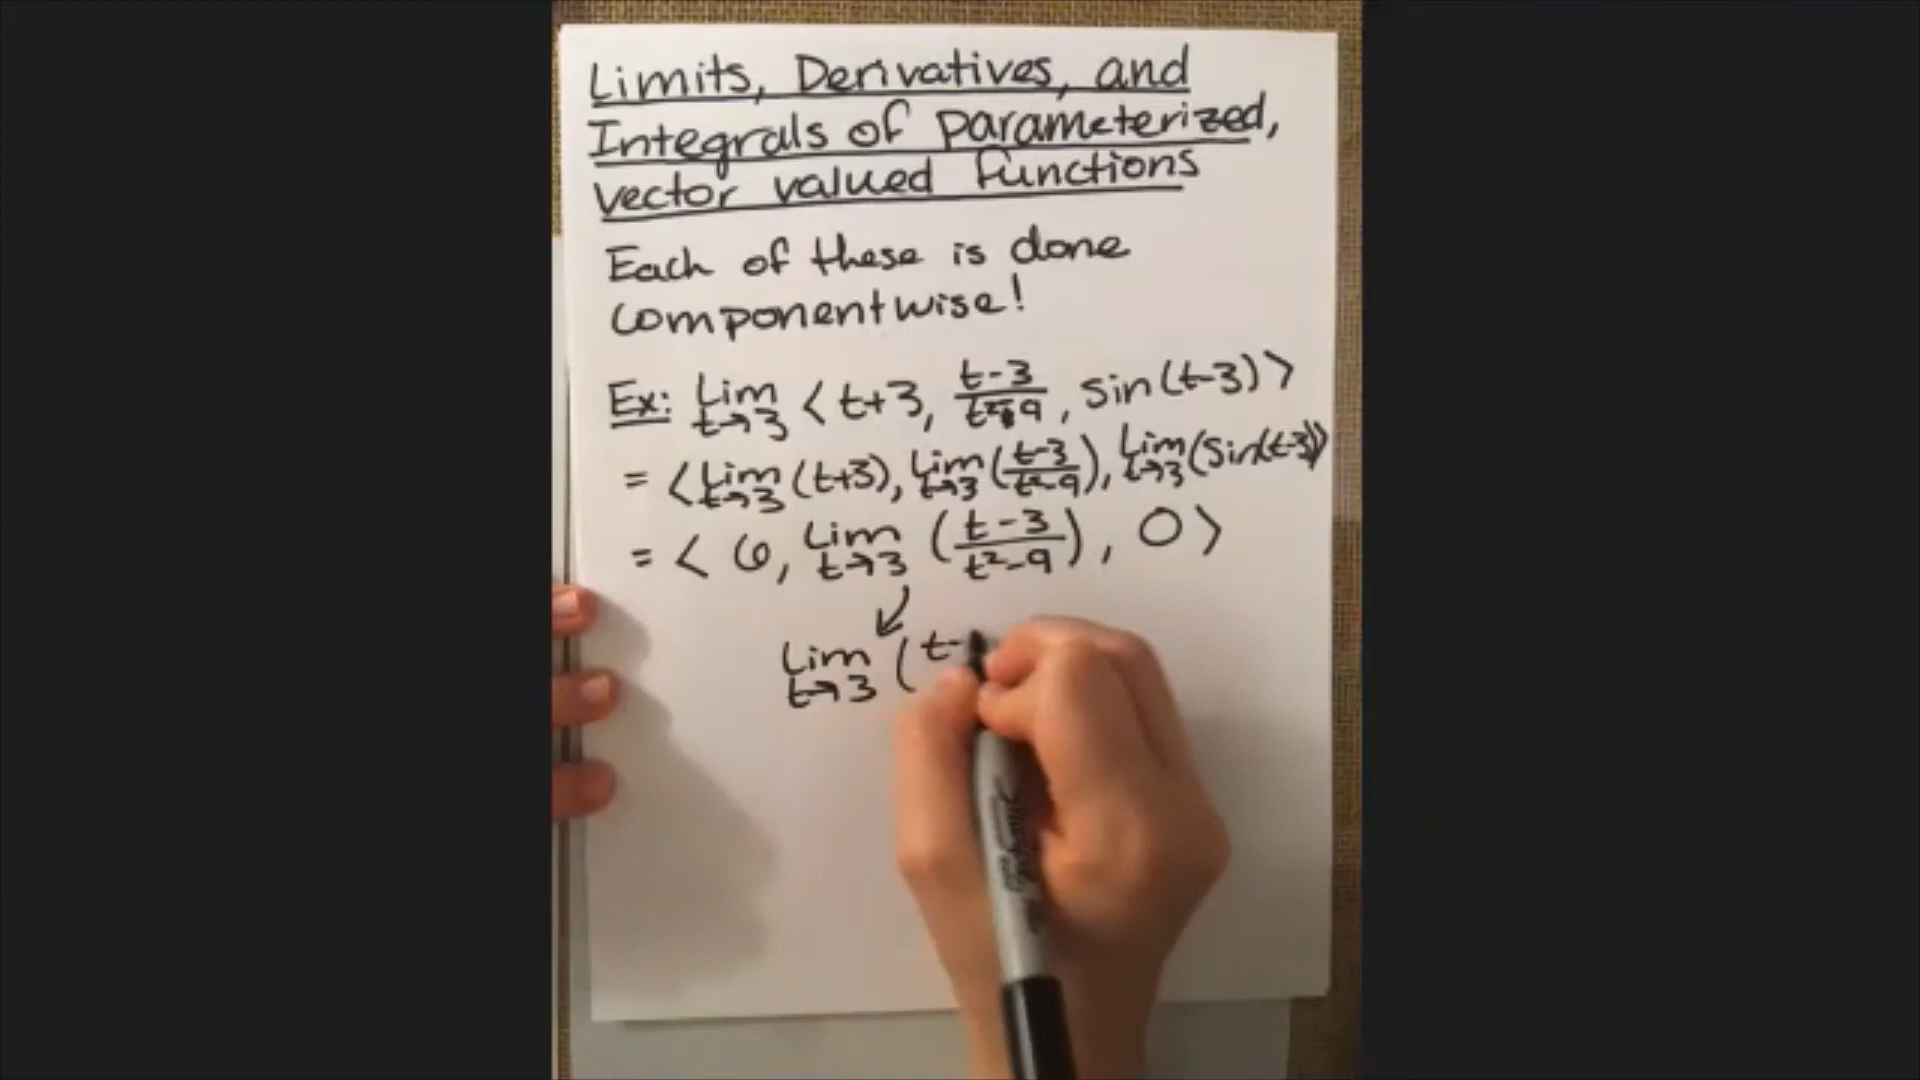 Limits, Derivatives, and
Integrals of parameterized,
vector valued functions
Each of these is done
componentwise!
Ex: Lim t→3 < t+3, t-3/t²-9, sin(t-3) >
= < Lim t→3 (t+3), Lim t→3 (t-3/t²-9), Lim t→3 (sin(t-3)) >
= < 6, Lim t→3 (t-3/t²-9), 0 >
Lim t→3 (t-